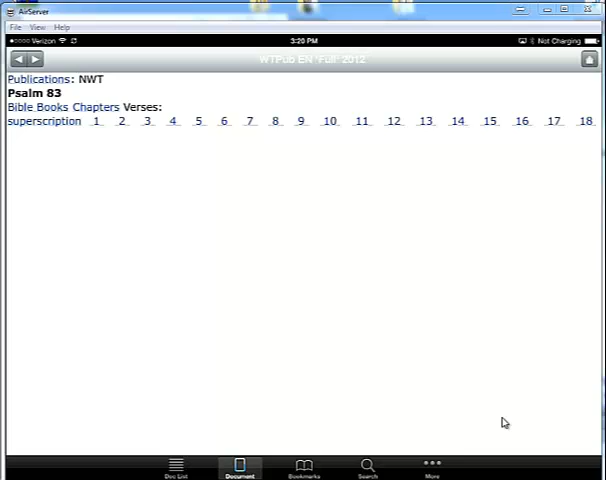 AirServer
File View Help
Verizon 3:20 PM Not Charging
WTPub EN 'Full' 2012
Publications: NWT
Psalm 83
Bible Books Chapters Verses:
superscription 1 2 3 4 5 6 7 8 9 10 11 12 13 14 15 16 17 18
Doc List Document Bookmarks Search More